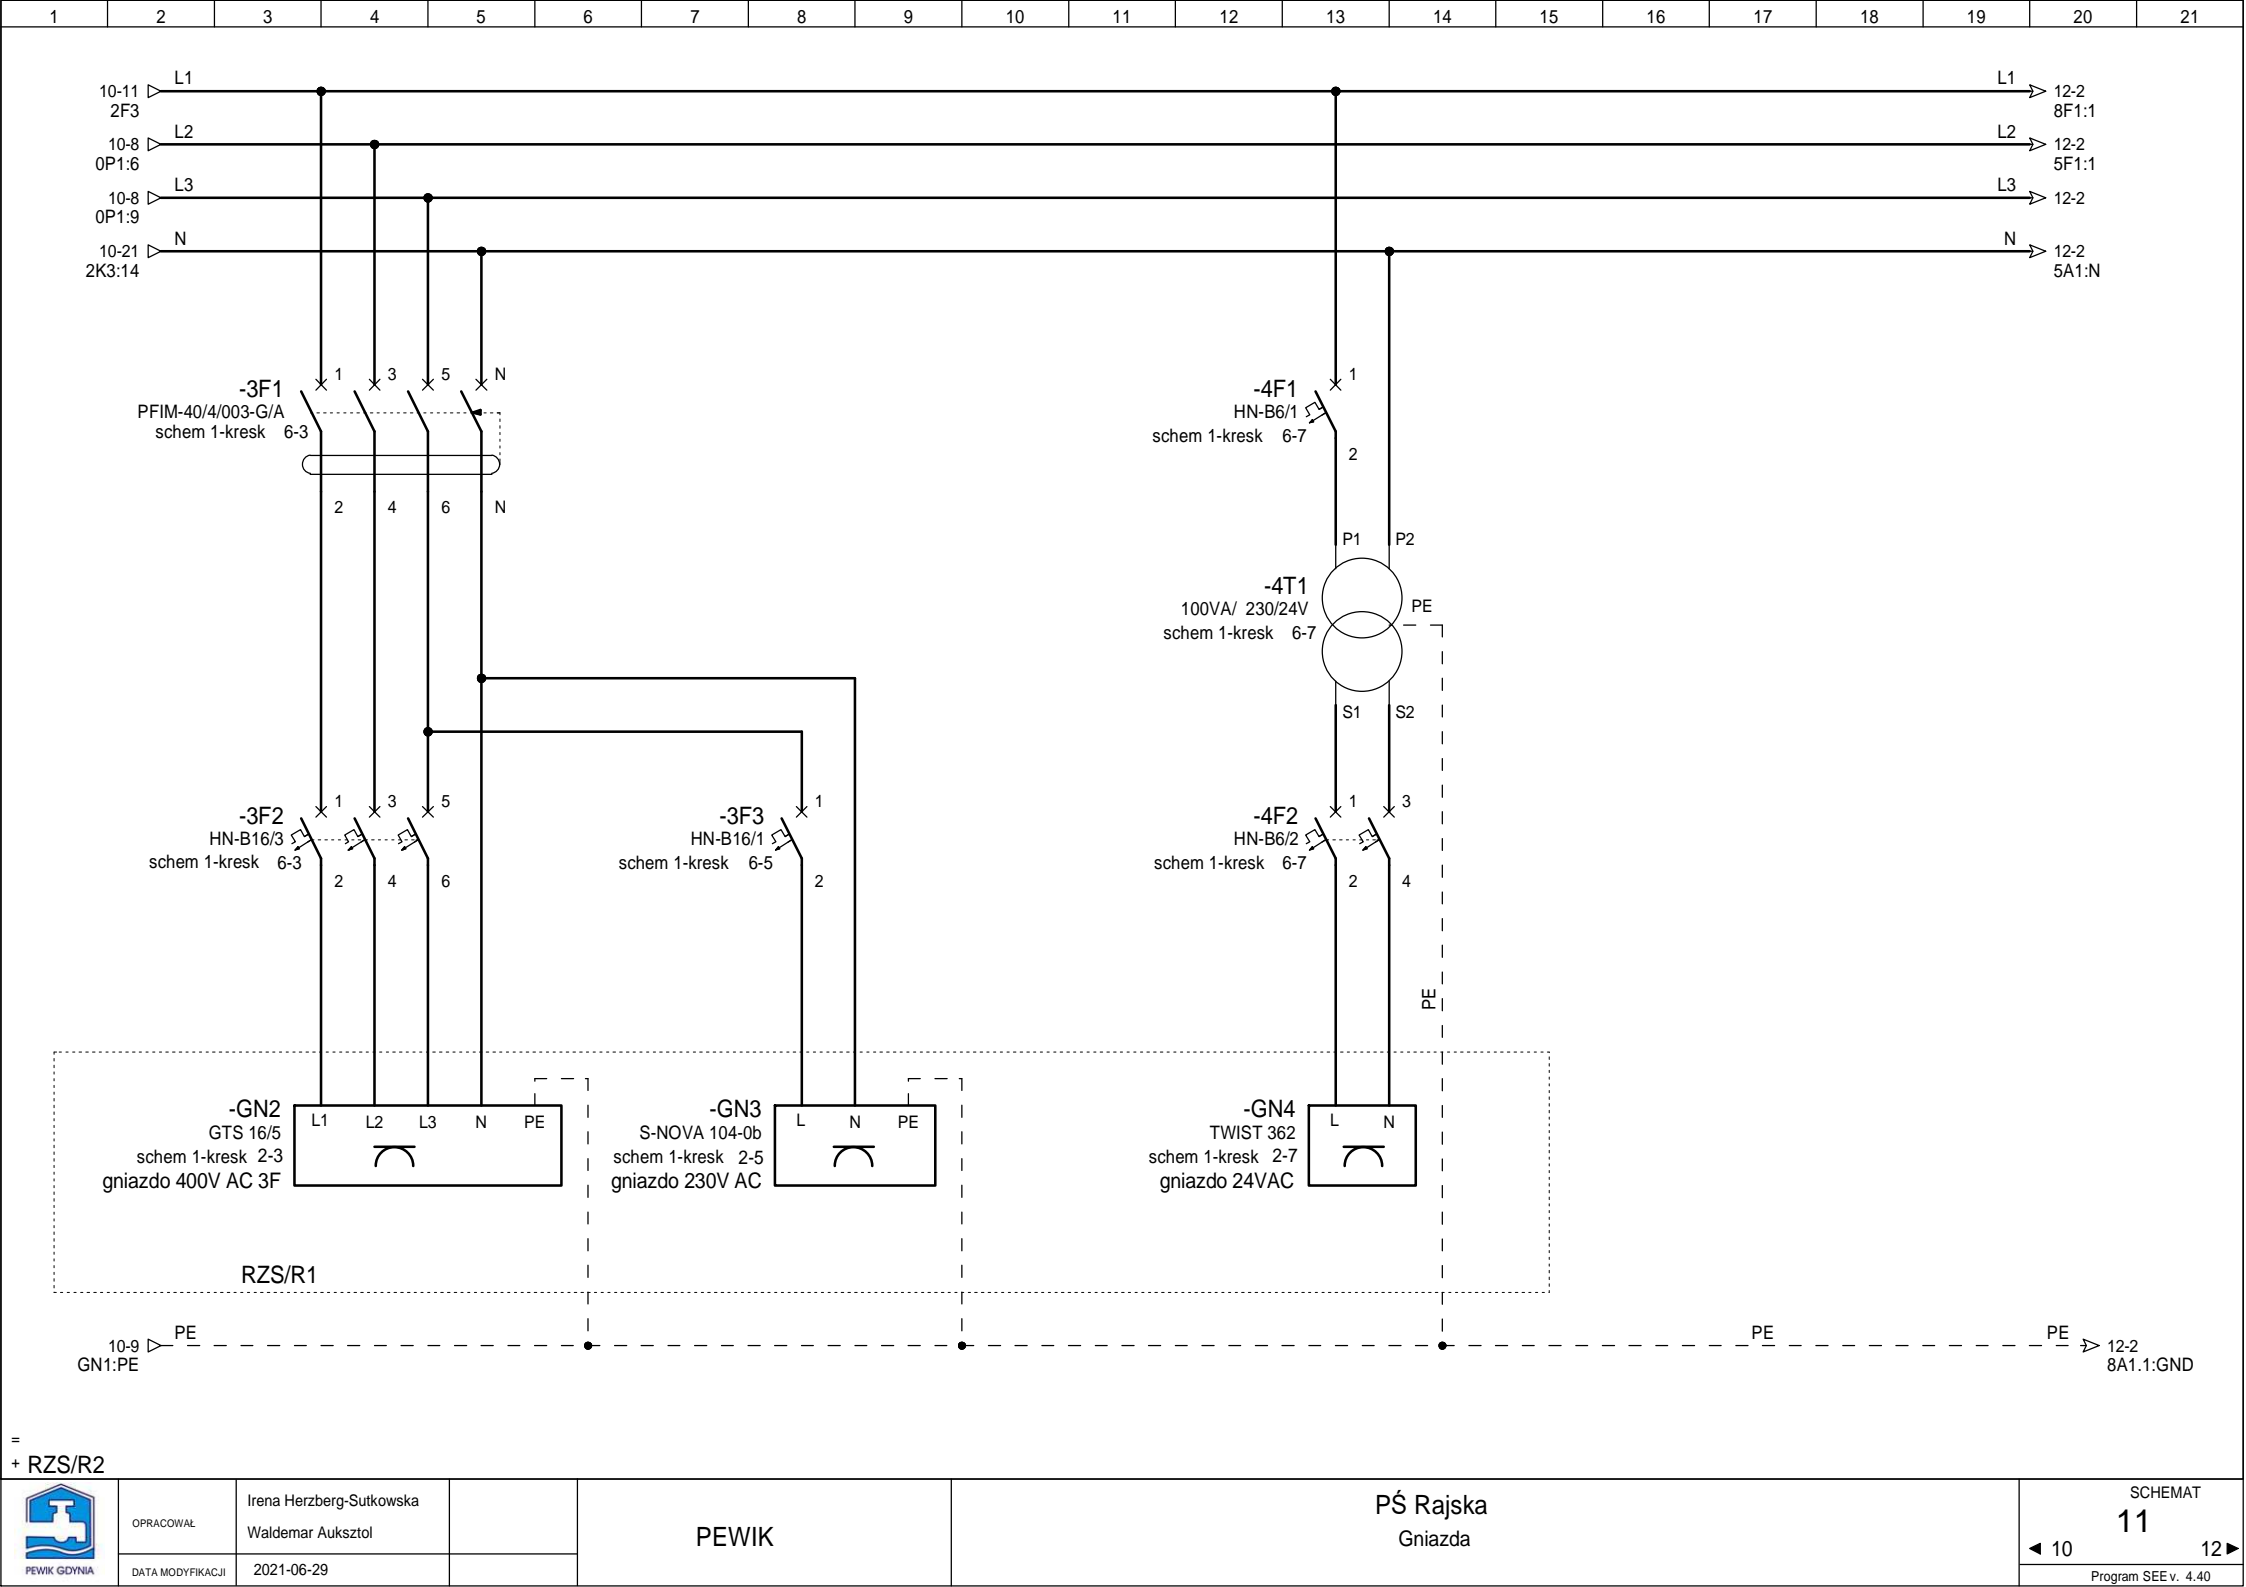 1 2 3 4 5 6 7 8 9 10 11 12 13 14 15 16 17 18 19 20 21
L1 L1
10-11 12-2
2F3 8F1:1
L2 L2
10-8 12-2
0P1:6 5F1:1
L3 L3
10-8 12-2
0P1:9
N N
10-21 12-2
2K3:14 5A1:N
1 3 5 N
-3F1
PFIM-40/4/003-G/A
schem 1-kresk 6-3
2 4 6 N
1
-4F1
HN-B6/1
schem 1-kresk 6-7
2
P1 P2
-4T1
100VA/ 230/24V
schem 1-kresk 6-7
PE
S1 S2
1 3 5
-3F2
HN-B16/3
schem 1-kresk 6-3
2 4 6
1
-3F3
HN-B16/1
schem 1-kresk 6-5
2
1 3
-4F2
HN-B6/2
schem 1-kresk 6-7
2 4
PE
-GN2
GTS 16/5
schem 1-kresk 2-3
gniazdo 400V AC 3F
L1 L2 L3 N PE
-GN3
S-NOVA 104-0b
schem 1-kresk 2-5
gniazdo 230V AC
L N PE
-GN4
TWIST 362
schem 1-kresk 2-7
gniazdo 24VAC
L N
RZS/R1
PE PE PE
10-9 12-2
GN1:PE 8A1.1:GND
=
+ RZS/R2
PEWIK GDYNIA
OPRACOWAŁ
Irena Herzberg-Sutkowska
Waldemar Auksztol
DATA MODYFIKACJI
2021-06-29
PEWIK
PŚ Rajska
Gniazda
SCHEMAT
11
10 12
Program SEE v. 4.40